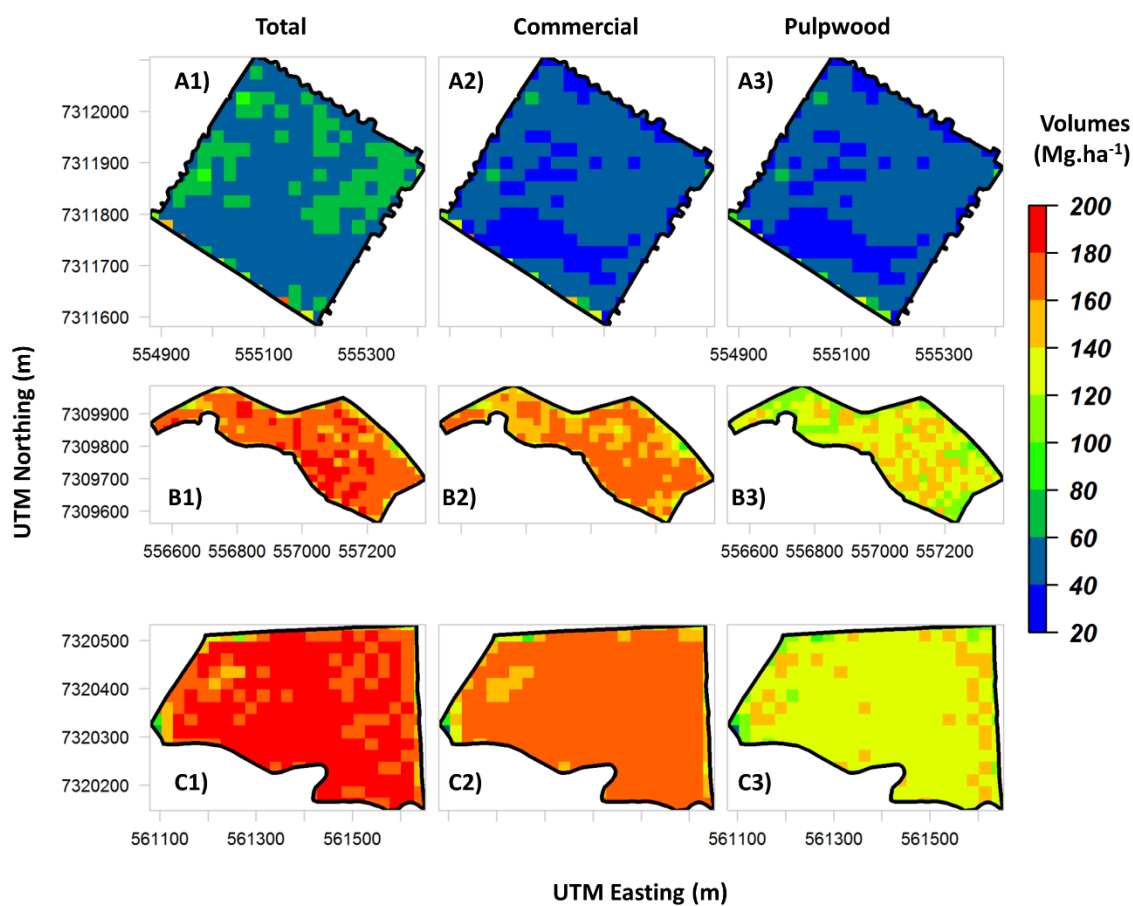 Total Commercial Pulpwood
A1) A2) A3)
7312000
7311900
7311800
7311700
7311600
554900 555100 555300 554900 555100 555300
Volumes
(Mg.ha⁻¹)
200
180
160
140
120
100
80
60
40
20
UTM Northing (m)
7309900
7309800
7309700
7309600
B1) B2) B3)
556600 556800 557000 557200 556600 556800 557000 557200
7320500
7320400
7320300
7320200
C1) C2) C3)
561100 561300 561500 561100 561300 561500
UTM Easting (m)